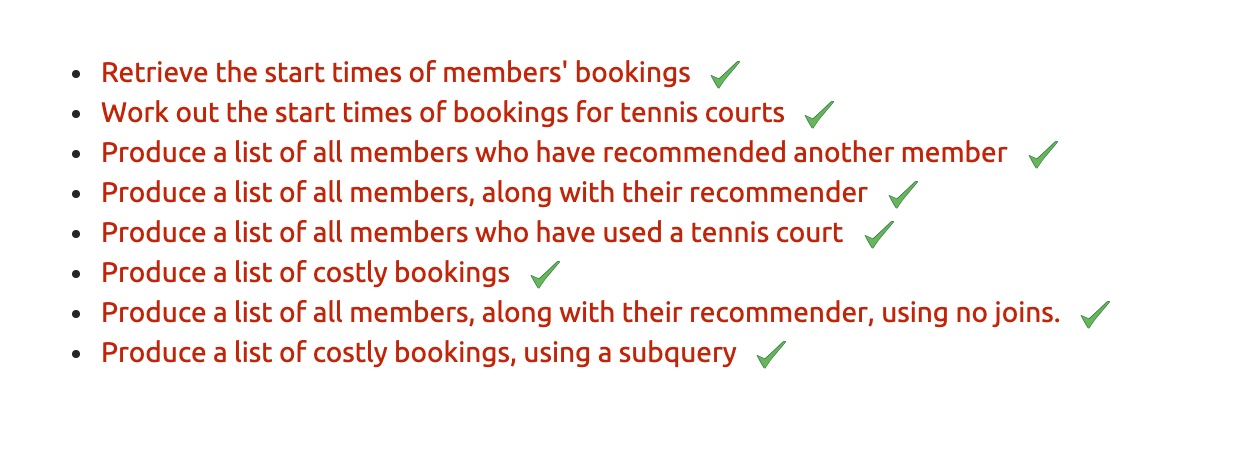 Retrieve the start times of members' bookings
Work out the start times of bookings for tennis courts
Produce a list of all members who have recommended another member
Produce a list of all members, along with their recommender
Produce a list of all members who have used a tennis court
Produce a list of costly bookings
Produce a list of all members, along with their recommender, using no joins.
Produce a list of costly bookings, using a subquery